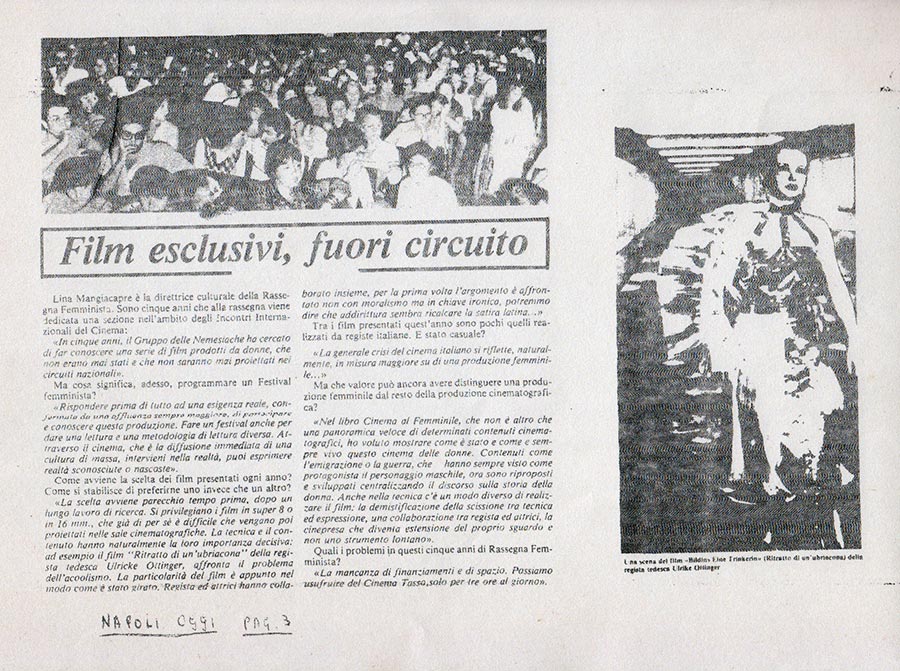 Film esclusivi, fuori circuito
Lina Mangiacapre è la direttrice culturale della Rasse-
gna Femminista. Sono cinque anni che alla rassegna viene
dedicata una sezione nell'ambito degli Incontri Interna-
zionali del Cinema:
«In cinque anni, il Gruppo delle Nemesiache ha cercato
di far conoscere una serie di film prodotti da donne, che
non erano mai stati e che non saranno mai proiettati nei
circuiti nazionali».
Ma cosa significa, adesso, programmare un Festival
femminista?
«Rispondere prima di tutto ad una esigenza reale, con-
fermata da una affluenza sempre maggiore, di partecipare
e conoscere questa produzione. Fare un festival anche per
dare una lettura e una metodologia di lettura diversa. At-
traverso il cinema, che è la diffusione immediata di una
cultura di massa, intervieni nella realtà, puoi esprimere
realtà sconosciute o nascoste».
Come avviene la scelta dei film presentati ogni anno?
Come si stabilisce di preferirne uno invece che un altro?
«La scelta avviene parecchio tempo prima, dopo un
lungo lavoro di ricerca. Si privilegiano i film in super 8 o
in 16 mm., che già di per sè è difficile che vengano poi
proiettati nelle sale cinematografiche. La tecnica e il con-
tenuto hanno naturalmente la loro importanza decisiva:
ad esempio il film "Ritratto di un'ubriacona" della regi-
sta tedesca Ulricke Ottinger, affronta il problema
dell'acoolismo. La particolarità del film è appunto nel
modo come è stato girato. Regista ed attrici hanno colla-
borato insieme, per la prima volta l'argomento è affron-
tato non con moralismo ma in chiave ironica, potremmo
dire che addirittura sembra ricalcare la satira latina...»
Tra i film presentati quest'anno sono pochi quelli rea-
lizzati da registe italiane. E stato casuale?
«La generale crisi del cinema italiano si riflette, natural-
mente, in misura maggiore su di una produzione femmini-
le...»
Ma che valore può ancora avere distinguere una produ-
zione femminile dal resto della produzione cinematografi-
ca?
«Nel libro Cinema al Femminile, che non è altro che
una panoramica veloce di determinati contenuti cinema-
tografici, ho voluto mostrare come è stato e come e sem-
pre vivo questo cinema delle donne. Contenuti come
l'emigrazione o la guerra, che hanno sempre visio come
protagonista il personaggio maschile, ora sono riproposti
e sviluppati centralizzando il discorso sulla storia della
donna. Anche nella tecnica c'è un modo diverso di realiz-
zare il film: la demistificazione della scissione tra tecnica
ed espressione, una collaborazione tra regista ed attrici, la
cinepresa che diventa estensione del proprio sguardo e
non uno strumento lontano».
Quali i problemi in questi cinque anni di Rassegna Fem-
minista?
«La mancanza di finanziamenti e di spazio. Possiamo
usufruire del Cinema Tasso,solo per tre ore al giorno».
Una scena del film «Bildnis Eine Trinkerin» (Ritratto di un'ubriacona) della
regista tedesca Ulrike Ottinger
NAPOLI OGGI PAG. 3